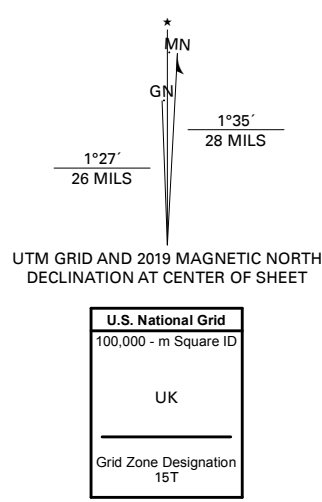 ★
MN
GN
1°35´
28 MILS
1°27´
26 MILS
UTM GRID AND 2019 MAGNETIC NORTH
DECLINATION AT CENTER OF SHEET
U.S. National Grid
100,000 - m Square ID
UK
Grid Zone Designation
15T